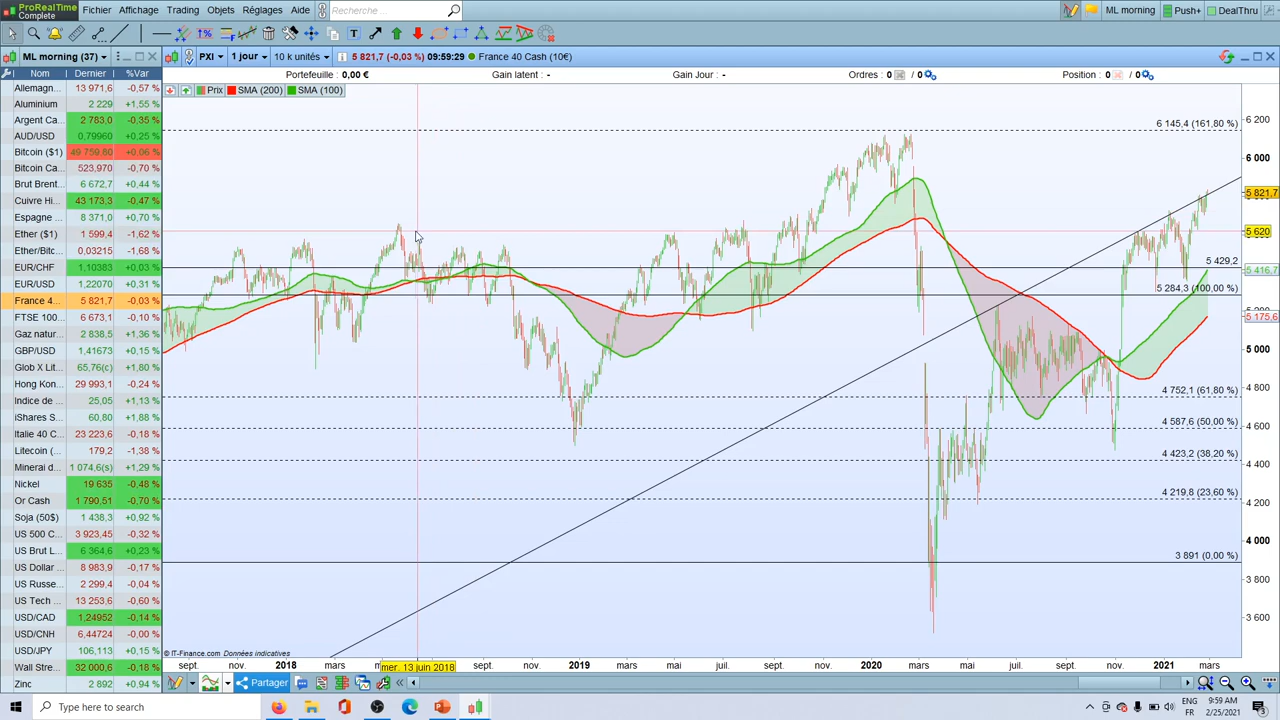 ProRealTime Complete
Fichier Affichage Trading Objets Réglages Aide
Recherche ...
ML morning Push+ DealThru
ML morning (37)
PXI 1 jour 10 k unités 5 821,7 (-0,03 %) 09:59:29 France 40 Cash (10€)
Portefeuille : 0,00 € Gain latent : - Gain Jour : - Ordres : 0 / 0 Position : 0 / 0
Nom Dernier %Var
Prix SMA (200) SMA (100)
Allemagn... 13 971,6 -0,57 %
Aluminium 2 229 +1,55 %
Argent Ca... 2 783,0 -0,35 %
AUD/USD 0,79960 +0,25 %
Bitcoin ($1) 49 759,60 +0.06 %
Bitcoin Ca... 523,970 -0,70 %
Brut Brent... 6 672,7 +0,44 %
Cuivre Hi... 43 173,3 -0,47 %
Espagne ... 8 371,0 +0,70 %
Ether ($1) 1 599,4 -1,62 %
Ether/Bitc... 0,03215 -1,68 %
EUR/CHF 1,10383 +0,03 %
EUR/USD 1,22070 +0,31 %
France 4... 5 821,7 -0,03 %
FTSE 100... 6 673,1 -0,10 %
Gaz natur... 2 838,5 +1,36 %
GBP/USD 1,41673 +0,15 %
Glob X Lit... 65,76(c) +1,80 %
Hong Kon... 29 993,1 -0,24 %
Indice de ... 25,05 +1,13 %
iShares S... 60,80 +1,88 %
Italie 40 C... 23 223,6 -0,18 %
Litecoin (... 179,2 -1,38 %
Minerai d... 1 074,6(s) +1,29 %
Nickel 19 635 -0,48 %
Or Cash 1 790,51 -0,70 %
Soja (50$) 1 438,3 +0,92 %
US 500 C... 3 923,45 -0,32 %
US Brut L... 6 364,6 +0,23 %
US Dollar ... 8 983,9 -0,17 %
US Russe... 2 299,4 -0,04 %
US Tech ... 13 253,6 -0,60 %
USD/CAD 1,24952 -0,14 %
USD/CNH 6,44724 -0,00 %
USD/JPY 106,113 +0,15 %
Wall Stre... 32 000,6 -0,18 %
Zinc 2 892 +0,94 %
6 145,4 (161,80 %)
5 429,2
5 284,3 (100,00 %)
4 752,1 (61,80 %)
4 587,6 (50,00 %)
4 423,2 (38,20 %)
4 219,8 (23,60 %)
3 891 (0,00 %)
6 200
6 000
5 821,7
5 620
5 416,7
5 175,6
5 000
4 800
4 600
4 400
4 200
4 000
3 800
3 600
© IT-Finance.com Données indicatives
sept. nov. 2018 mars mer. 13 juin 2018 sept. nov. 2019 mars mai juil. sept. nov. 2020 mars mai juil. sept. nov. 2021 mars
Partager
Type here to search
ENG FR
9:59 AM
2/25/2021